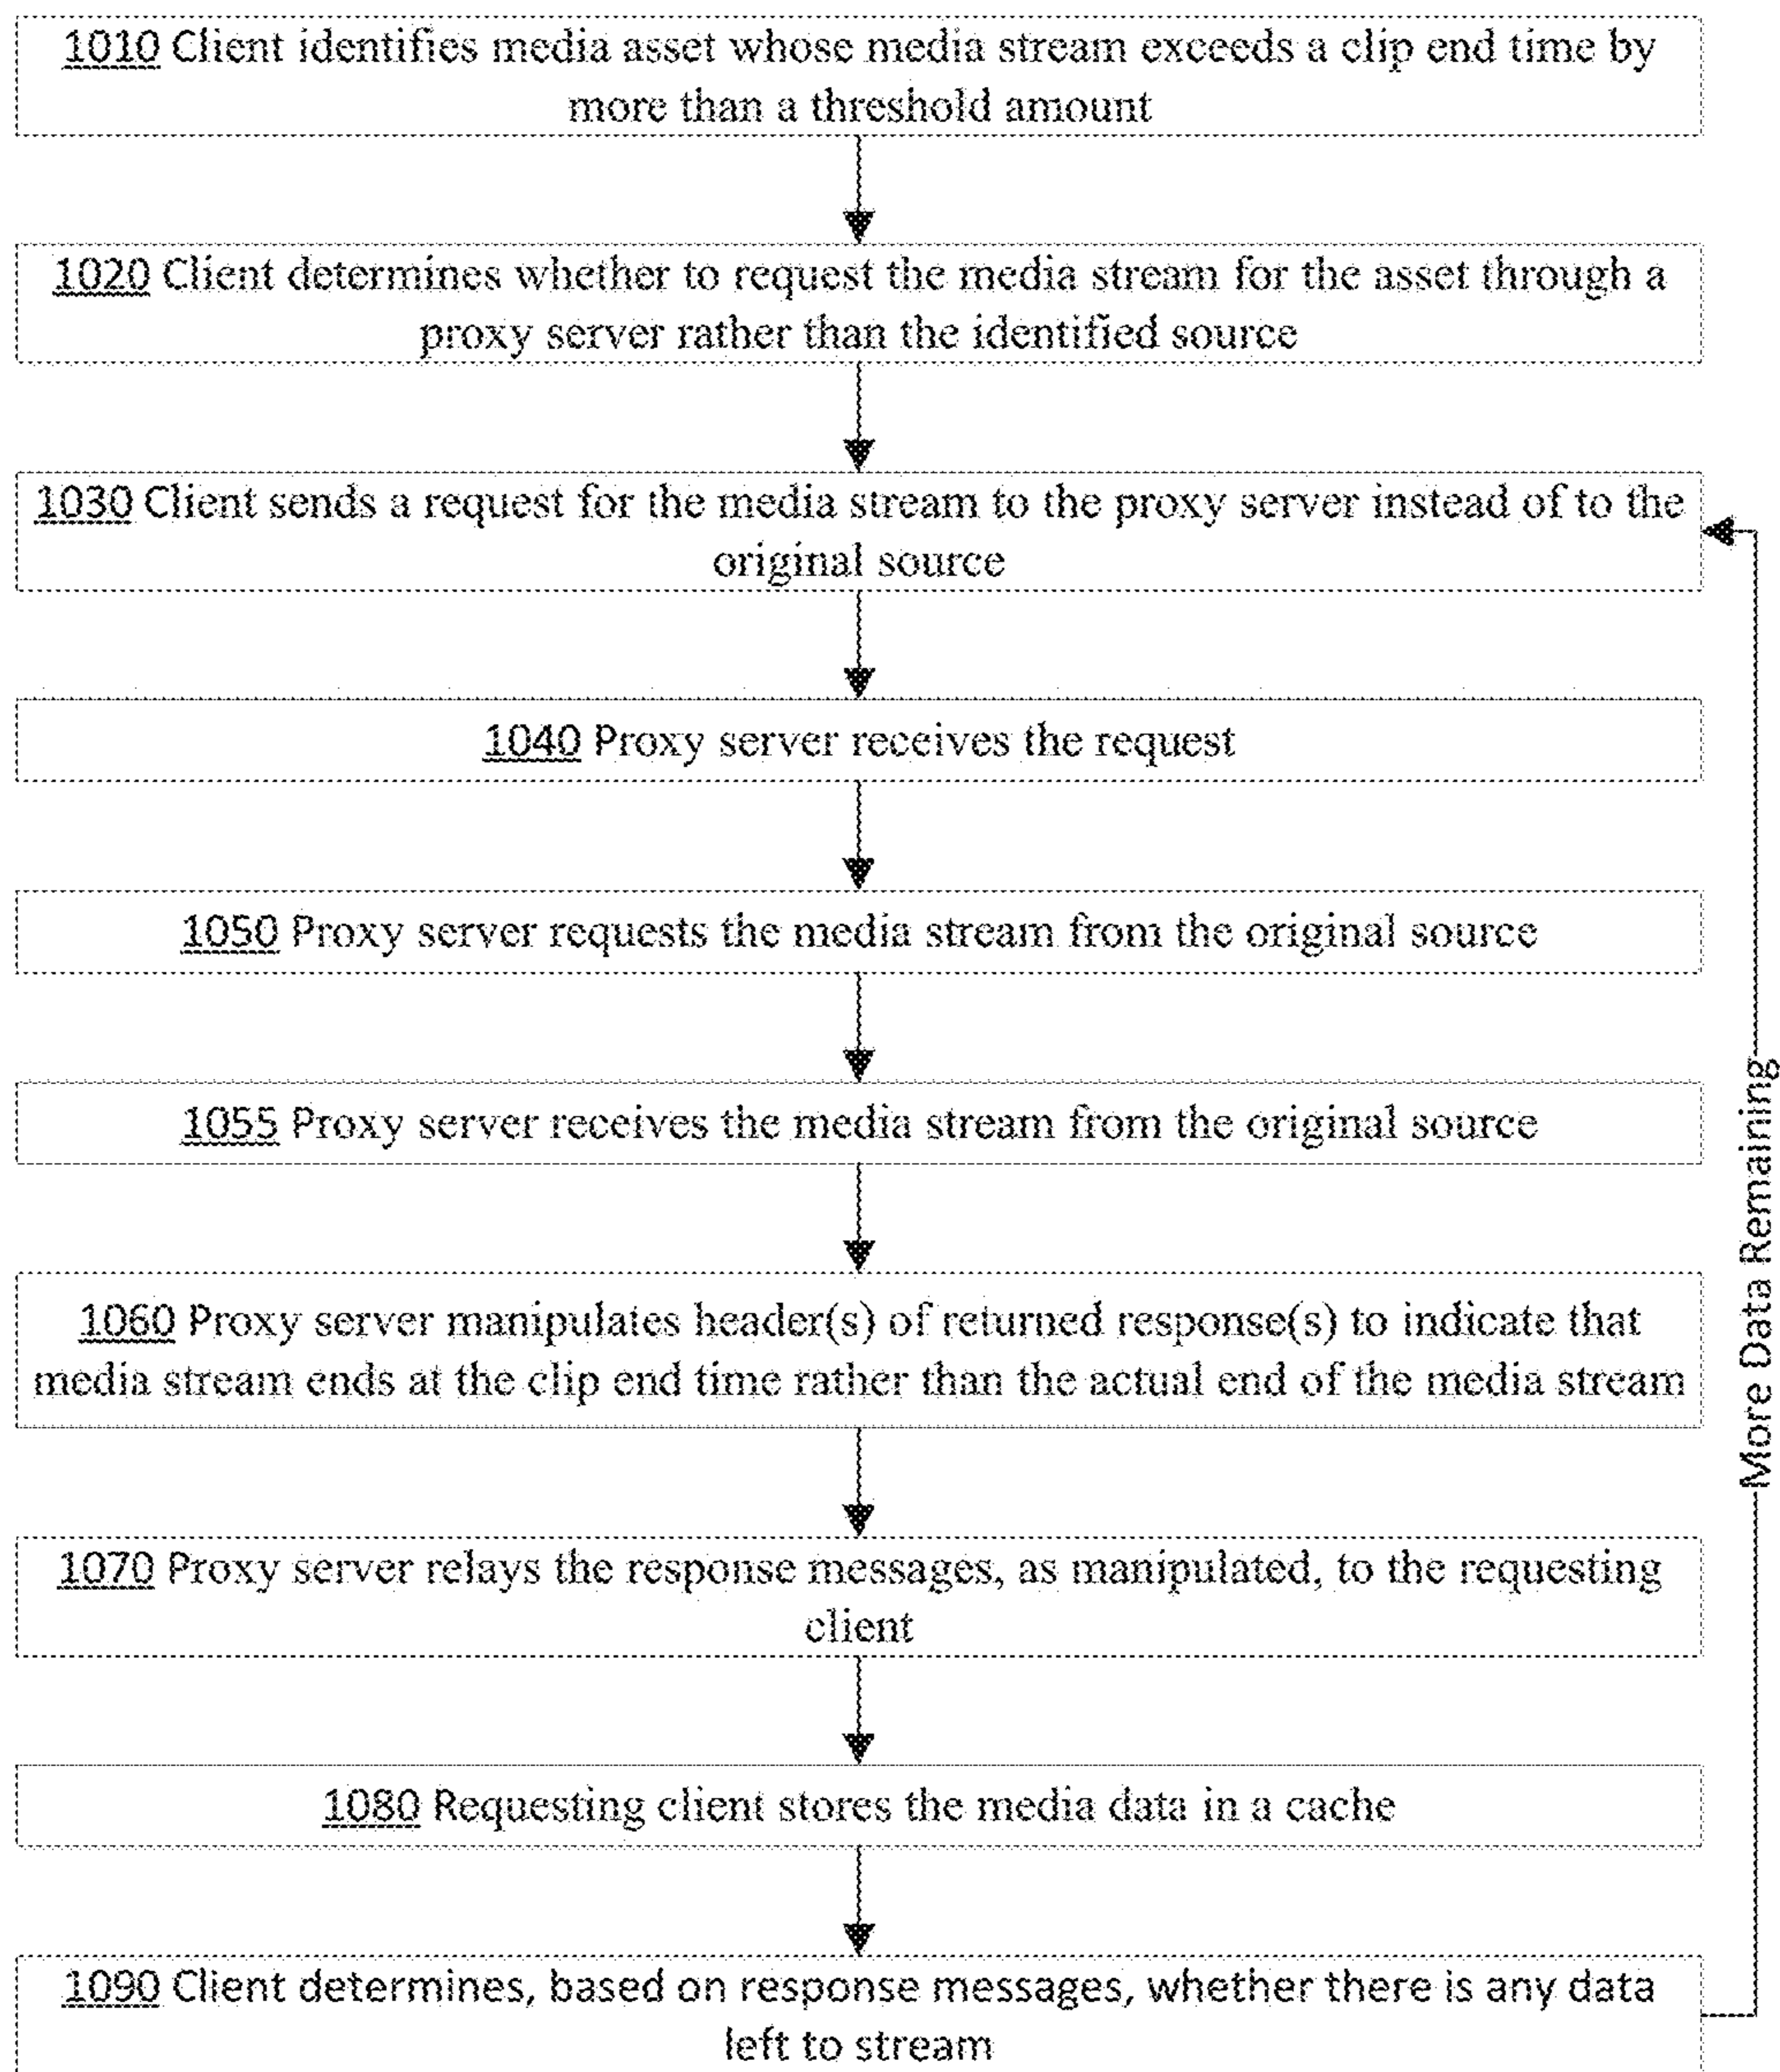 1010 Client identifies media asset whose media stream exceeds a clip end time by
more than a threshold amount
1020 Client determines whether to request the media stream for the asset through a
proxy server rather than the identified source
1030 Client sends a request for the media stream to the proxy server instead of to the
original source
1040 Proxy server receives the request
1050 Proxy server requests the media stream from the original source
1055 Proxy server receives the media stream from the original source
1060 Proxy server manipulates header(s) of returned response(s) to indicate that
media stream ends at the clip end time rather than the actual end of the media stream
1070 Proxy server relays the response messages, as manipulated, to the requesting
client
1080 Requesting client stores the media data in a cache
1090 Client determines, based on response messages, whether there is any data
left to stream
More Data Remaining